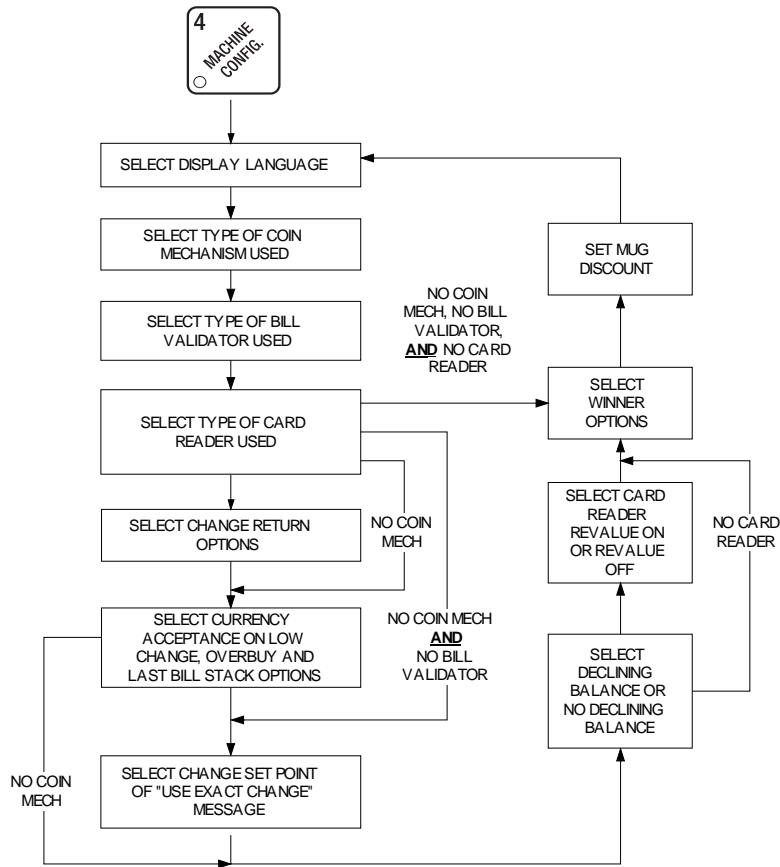 4
MACHINE
CONFIG.
SELECT DISPLAY LANGUAGE
SELECT TYPE OF COIN
MECHANISM USED
SELECT TYPE OF BILL
VALIDATOR USED
SELECT TYPE OF CARD
READER USED
SELECT CHANGE RETURN
OPTIONS
NO COIN
MECH
SELECT CURRENCY
ACCEPTANCE ON LOW
CHANGE, OVERBUY AND
LAST BILL STACK OPTIONS
NO COIN MECH
AND
NO BILL
VALIDATOR
NO COIN
MECH
SELECT CHANGE SET POINT
OF "USE EXACT CHANGE"
MESSAGE
NO COIN
MECH, NO BILL
VALIDATOR,
AND NO CARD
READER
SET MUG
DISCOUNT
SELECT
WINNER
OPTIONS
SELECT CARD
READER
REVALUE ON
OR REVALUE
OFF
NO CARD
READER
SELECT
DECLINING
BALANCE OR
NO DECLINING
BALANCE